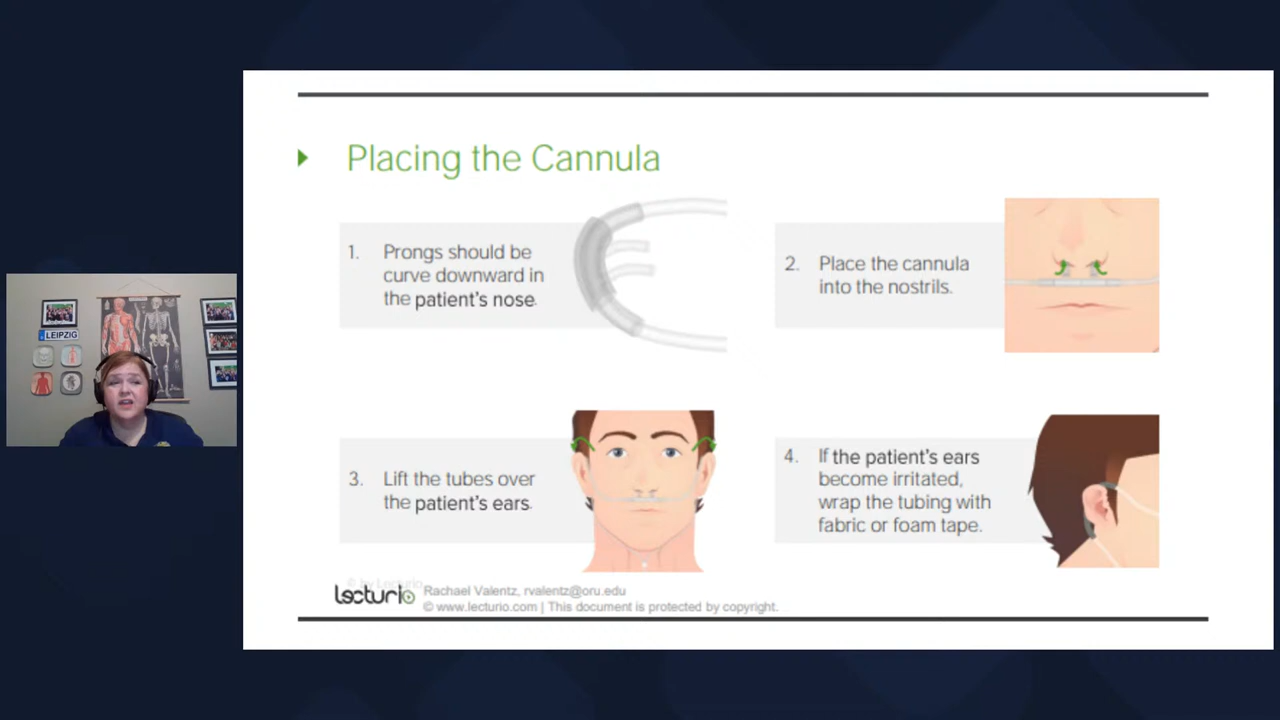 LEIPZIG
Placing the Cannula
1. Prongs should be
curve downward in
the patient's nose.
2. Place the cannula
into the nostrils.
3. Lift the tubes over
the patient's ears.
4. If the patient's ears
become irritated,
wrap the tubing with
fabric or foam tape.
© by Lecturio
lecturio
Rachael Valentz, rvalentz@oru.edu
© www.lecturio.com | This document is protected by copyright.